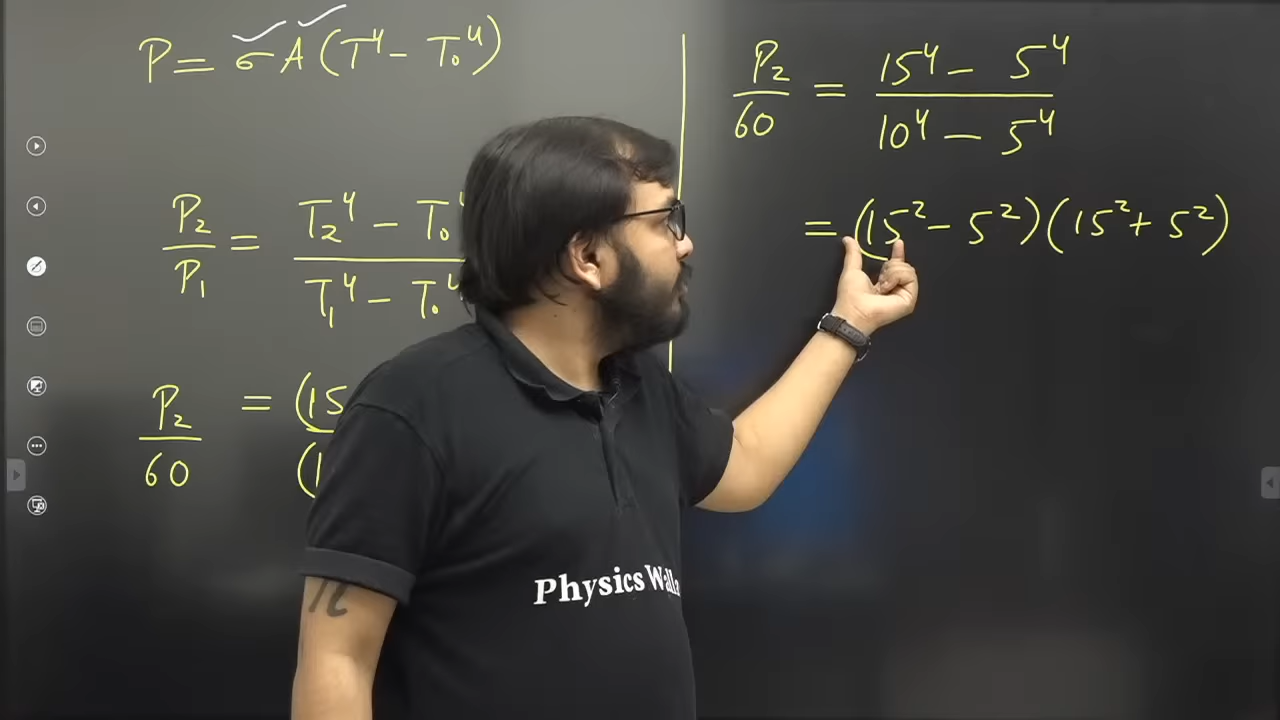 P = σA(T⁴ - T₀⁴)
P₂/P₁ = (T₂⁴ - T₀⁴)/(T₁⁴ - T₀⁴)
P₂/60 = (15
(1
P₂/60 = (15⁴ - 5⁴)/(10⁴ - 5⁴)
= (15² - 5²)(15² + 5²)
Physics Walla
π